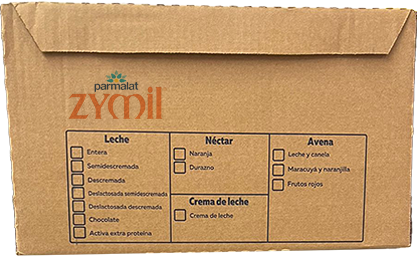 parmalat
zymil
Leche
Entera
Semidescremada
Descremada
Deslactosada semidescremada
Deslactosada descremada
Chocolate
Activa extra proteína
Néctar
Naranja
Durazno
Crema de leche
Crema de leche
Avena
Leche y canela
Maracuyá y naranjilla
Frutos rojos